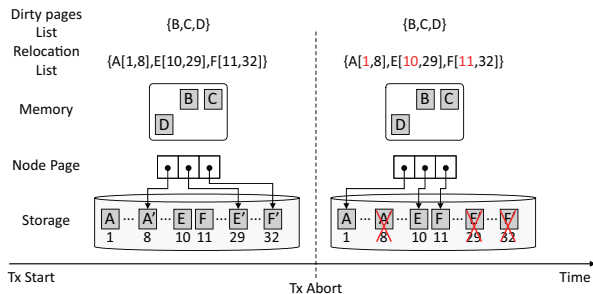 Dirty pages
List
{B,C,D}
{B,C,D}
Relocation
List
{A[1,8],E[10,29],F[11,32]}
{A[1,8],E[10,29],F[11,32]}
Memory
B C
D
B C
D
Node Page
Storage
A ... A' ... E F ... E' ... F'
1 8 10 11 29 32
A ... A' ... E F ... E' ... F'
1 8 10 11 29 32
Tx Start
Tx Abort
Time